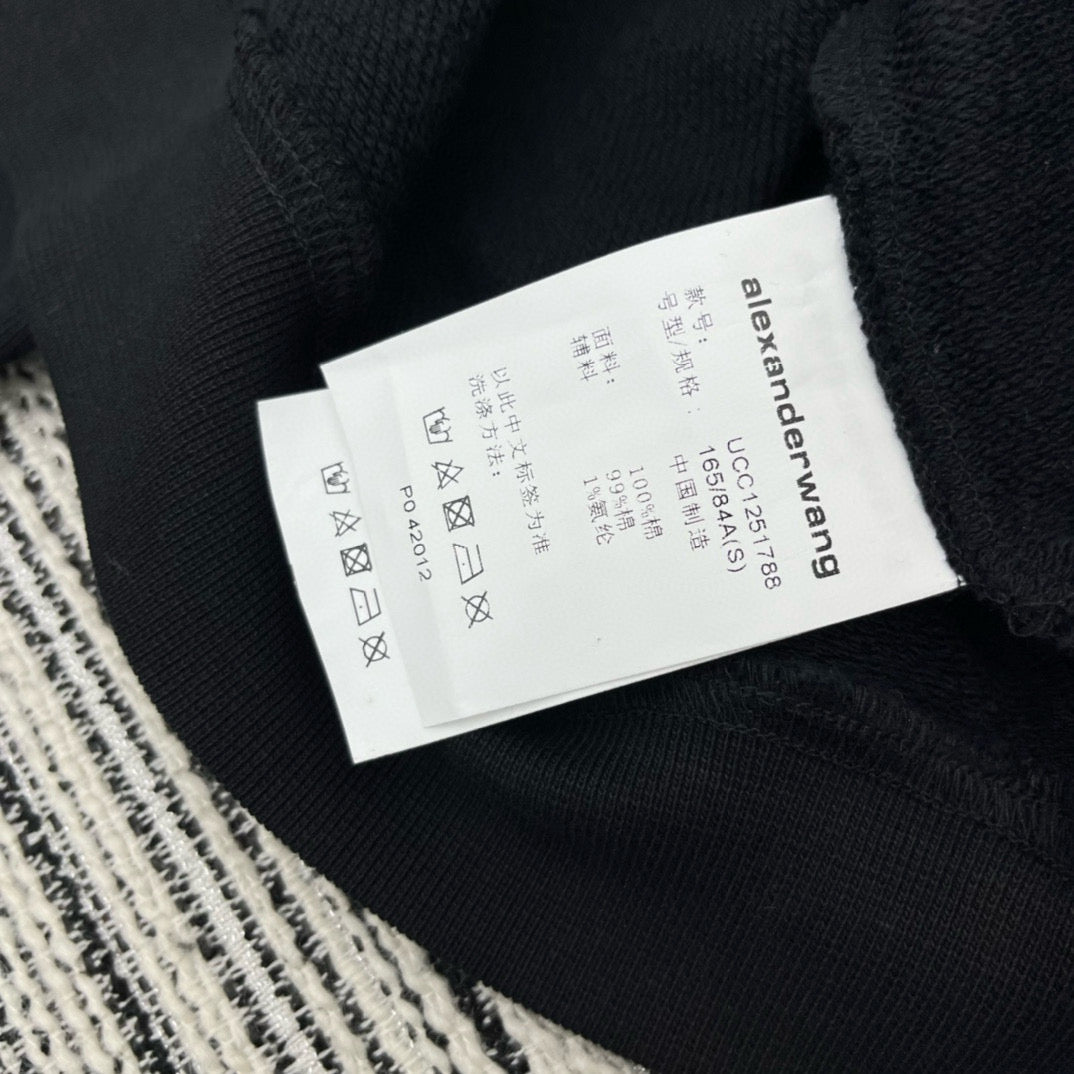 alexanderwang
款号: UCC1251788
号型/规格: 165/84A(S)
中国制造
面料: 100%棉
辅料 99%棉
1%氨纶
以此中文标签为准
洗涤方法:
PO 42012